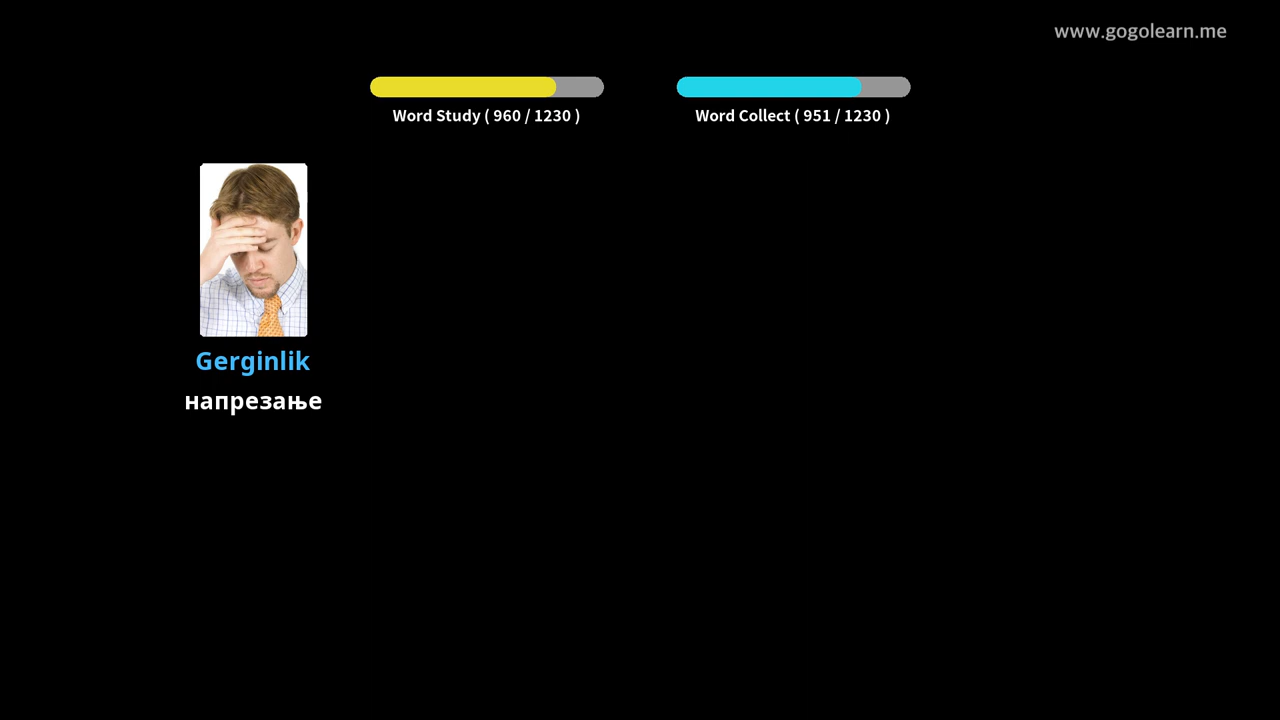 www.gogolearn.me
Word Study ( 960 / 1230 )
Word Collect ( 951 / 1230 )
Gerginlik
напрезање